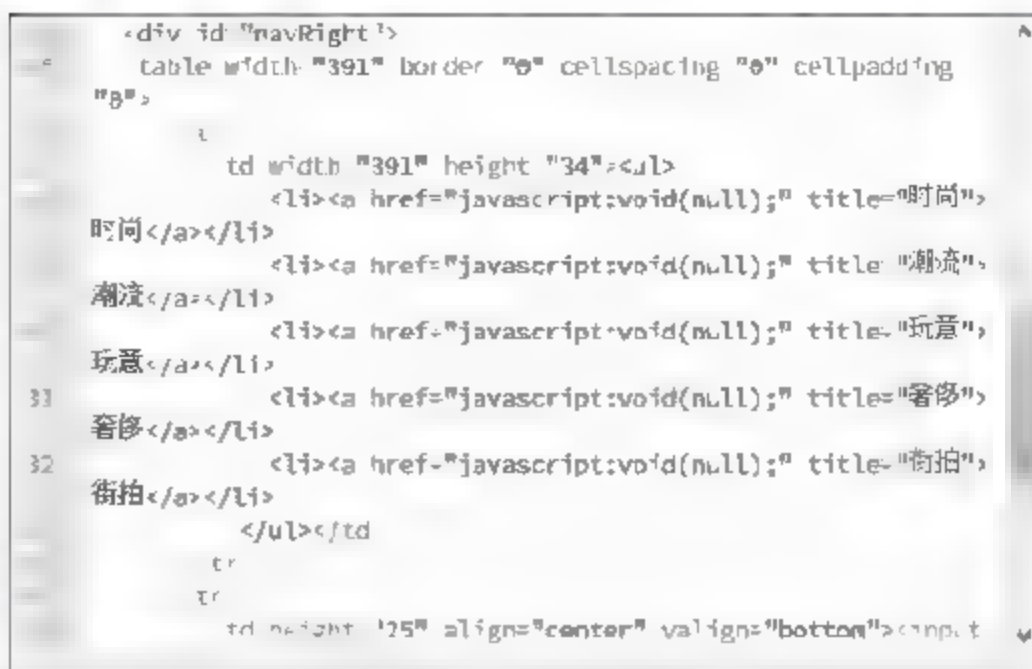 <div id="navRight">
table width "391" border "0" cellspacing "0" cellpadding
"0">
td width "391" height "34"><ul>
<li><a href="javascript:void(null);" title="时尚">
时尚</a></li>
<li><a href="javascript:void(null);" title "潮流">
潮流</a></li>
<li><a href="javascript:void(null);" title="玩意">
玩意</a></li>
31 <li><a href="javascript:void(null);" title="奢侈">
奢侈</a></li>
32 <li><a href="javascript:void(null);" title="街拍">
街拍</a></li>
</ul></td
tr
tr
td height "25" align="center" valign="bottom"><input